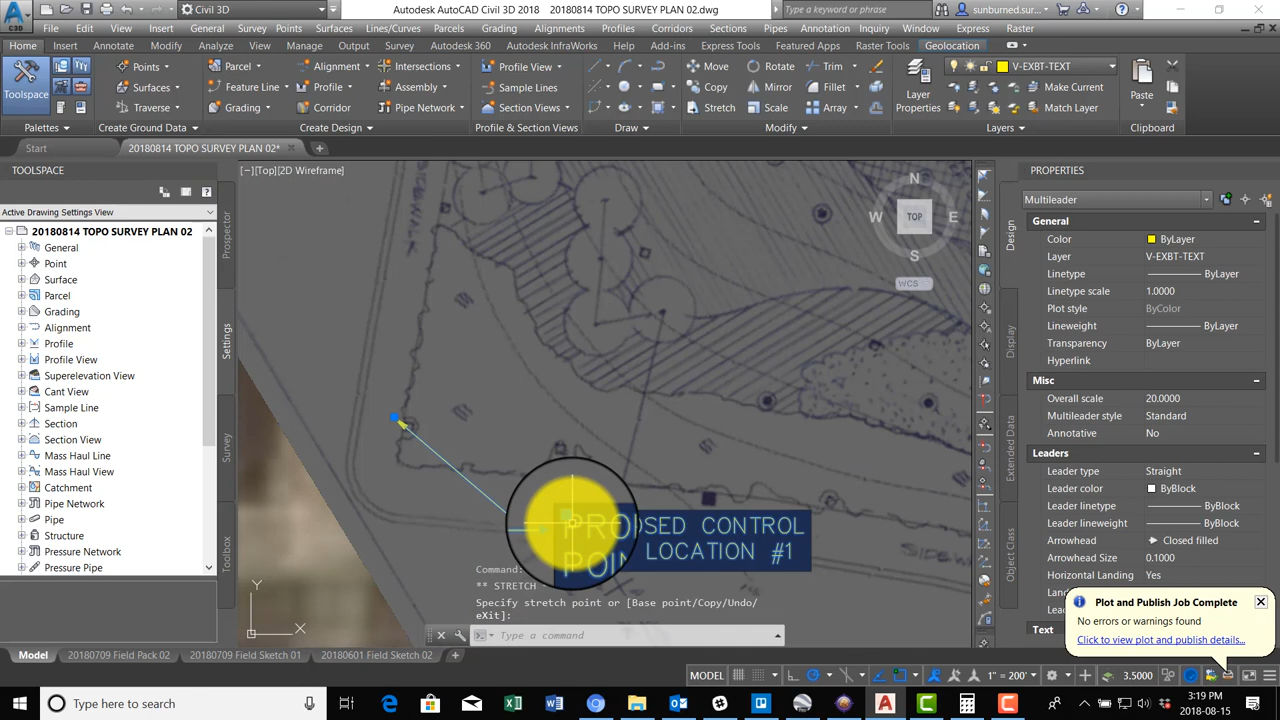 Civil 3D
Autodesk AutoCAD Civil 3D 2018   20180814 TOPO SURVEY PLAN 02.dwg
Type a keyword or phrase
sunburned.sur...
C3D
File Edit View Insert General Survey Points Surfaces Lines/Curves Parcels Grading Alignments Profiles Corridors Sections Pipes Annotation Inquiry Window Express
Home Insert Annotate Modify Analyze View Manage Output Survey Autodesk 360 Autodesk InfraWorks Help Add-ins Express Tools Featured Apps Raster Tools Geolocation
Points Parcel Alignment Intersections Profile View Move Rotate Trim V-EXBT-TEXT
Toolspace Surfaces Feature Line Profile Assembly Sample Lines Copy Mirror Fillet Layer Properties Make Current Paste
Traverse Grading Corridor Pipe Network Section Views Stretch Scale Array Match Layer
Palettes Create Ground Data Create Design Profile & Section Views Draw Modify Layers Clipboard
Start 20180814 TOPO SURVEY PLAN 02*
TOOLSPACE
Active Drawing Settings View
20180814 TOPO SURVEY PLAN 02
General
Point
Surface
Parcel
Grading
Alignment
Profile
Profile View
Superelevation View
Cant View
Sample Line
Section
Section View
Mass Haul Line
Mass Haul View
Catchment
Pipe Network
Pipe
Structure
Pressure Network
Pressure Pipe
Prospector
Settings
Survey
Toolbox
[−][Top][2D Wireframe]
N
W TOP E
S
WCS
PROPOSED CONTROL
POINT LOCATION #1
Command:
** STRETCH
Specify stretch point or [Base point/Copy/Undo/
eXit]:
Type a command
Y
X
PROPERTIES
Multileader
General
Color ByLayer
Layer V-EXBT-TEXT
Linetype ByLayer
Linetype scale 1.0000
Plot style ByColor
Lineweight ByLayer
Transparency ByLayer
Hyperlink
Misc
Overall scale 20.0000
Multileader style Standard
Annotative No
Leaders
Leader type Straight
Leader color ByBlock
Leader linetype ByBlock
Leader lineweight ByBlock
Arrowhead Closed filled
Arrowhead Size 0.1000
Horizontal Landing Yes
Text
Design
Display
Extended Data
Object Class
Plot and Publish Job Complete
No errors or warnings found
Click to view plot and publish details...
Model 20180709 Field Pack 02 20180709 Field Sketch 01 20180601 Field Sketch 02
MODEL 1" = 200' 3.5000
Type here to search
3:19 PM
2018-08-15